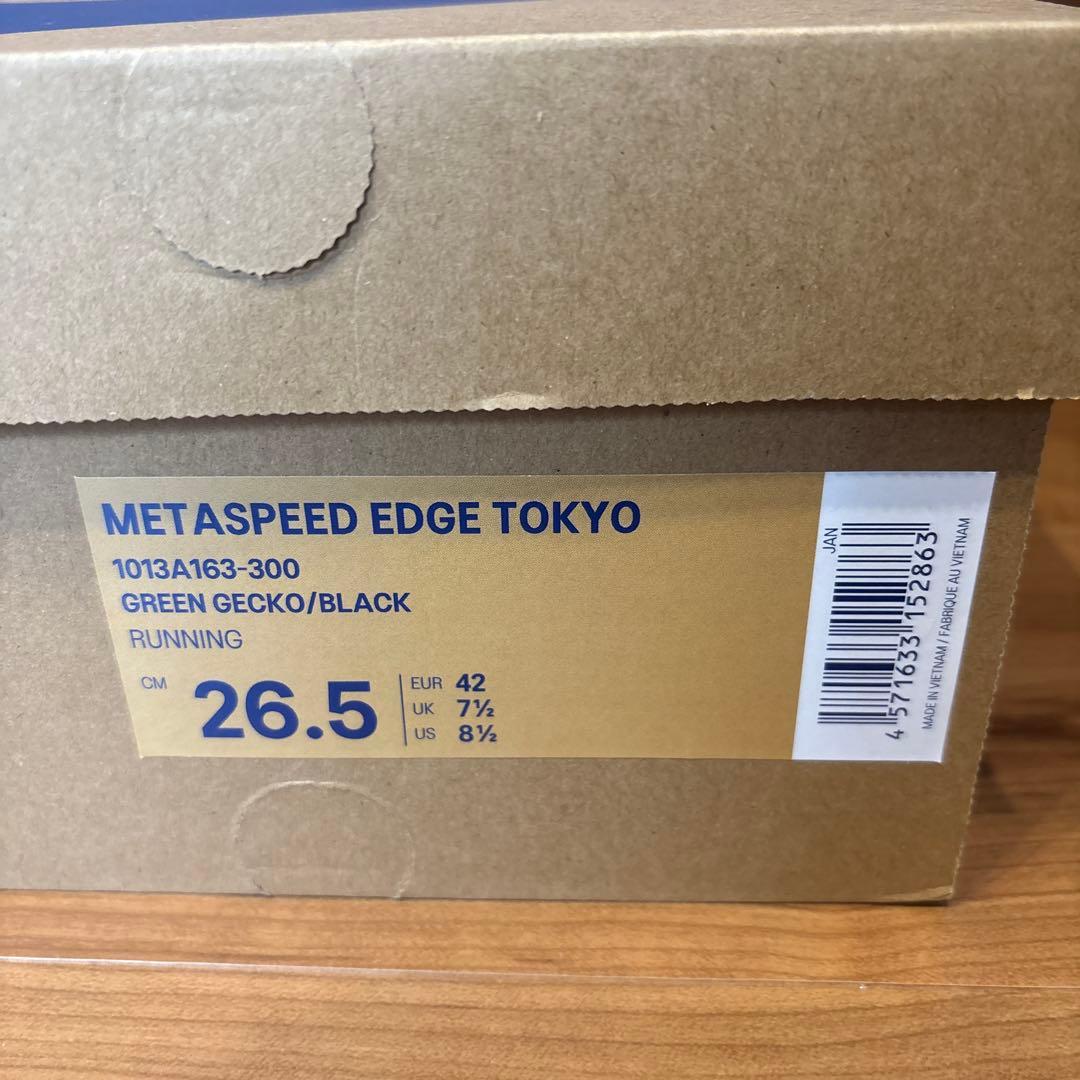 METASPEED EDGE TOKYO
1013A163-300
GREEN GECKO/BLACK
RUNNING
CM 26.5
EUR 42
UK 7½
US 8½
JAN
4 571633 152863
MADE IN VIETNAM / FABRIQUE AU VIETNAM